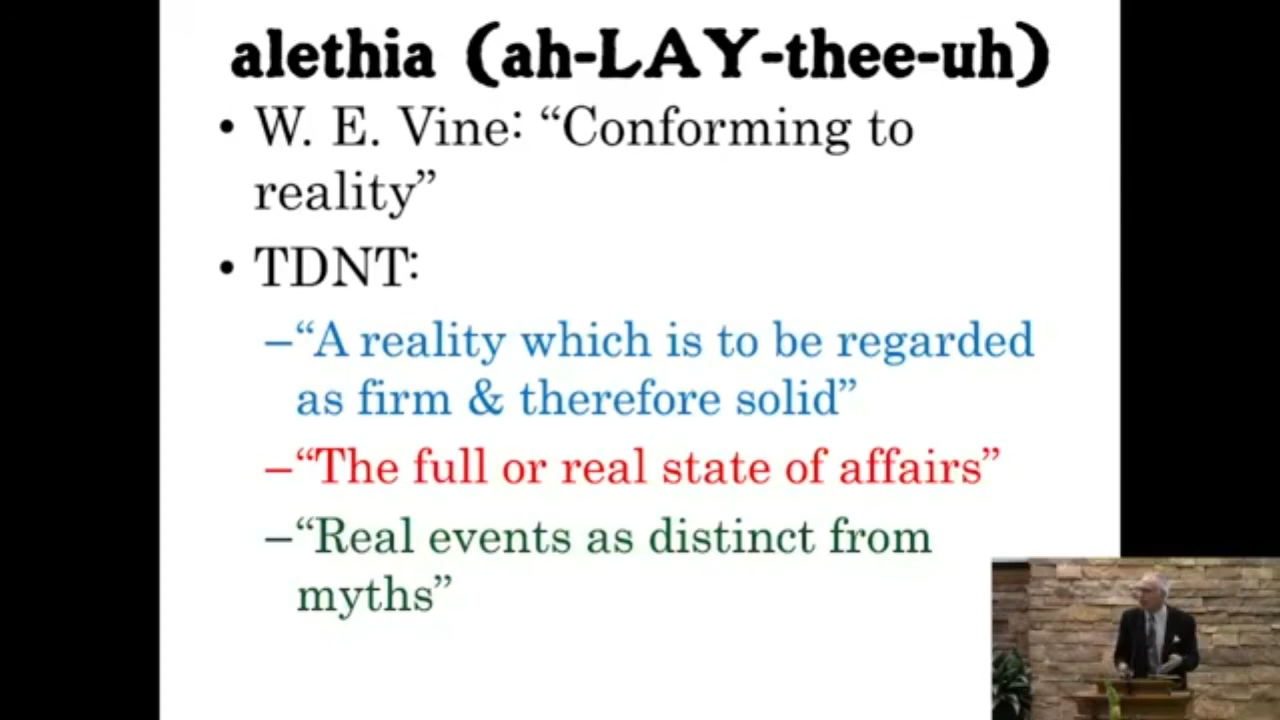 alethia (ah-LAY-thee-uh)
• W. E. Vine: “Conforming to
reality”
• TDNT:
–“A reality which is to be regarded
as firm & therefore solid”
–“The full or real state of affairs”
–“Real events as distinct from
myths”